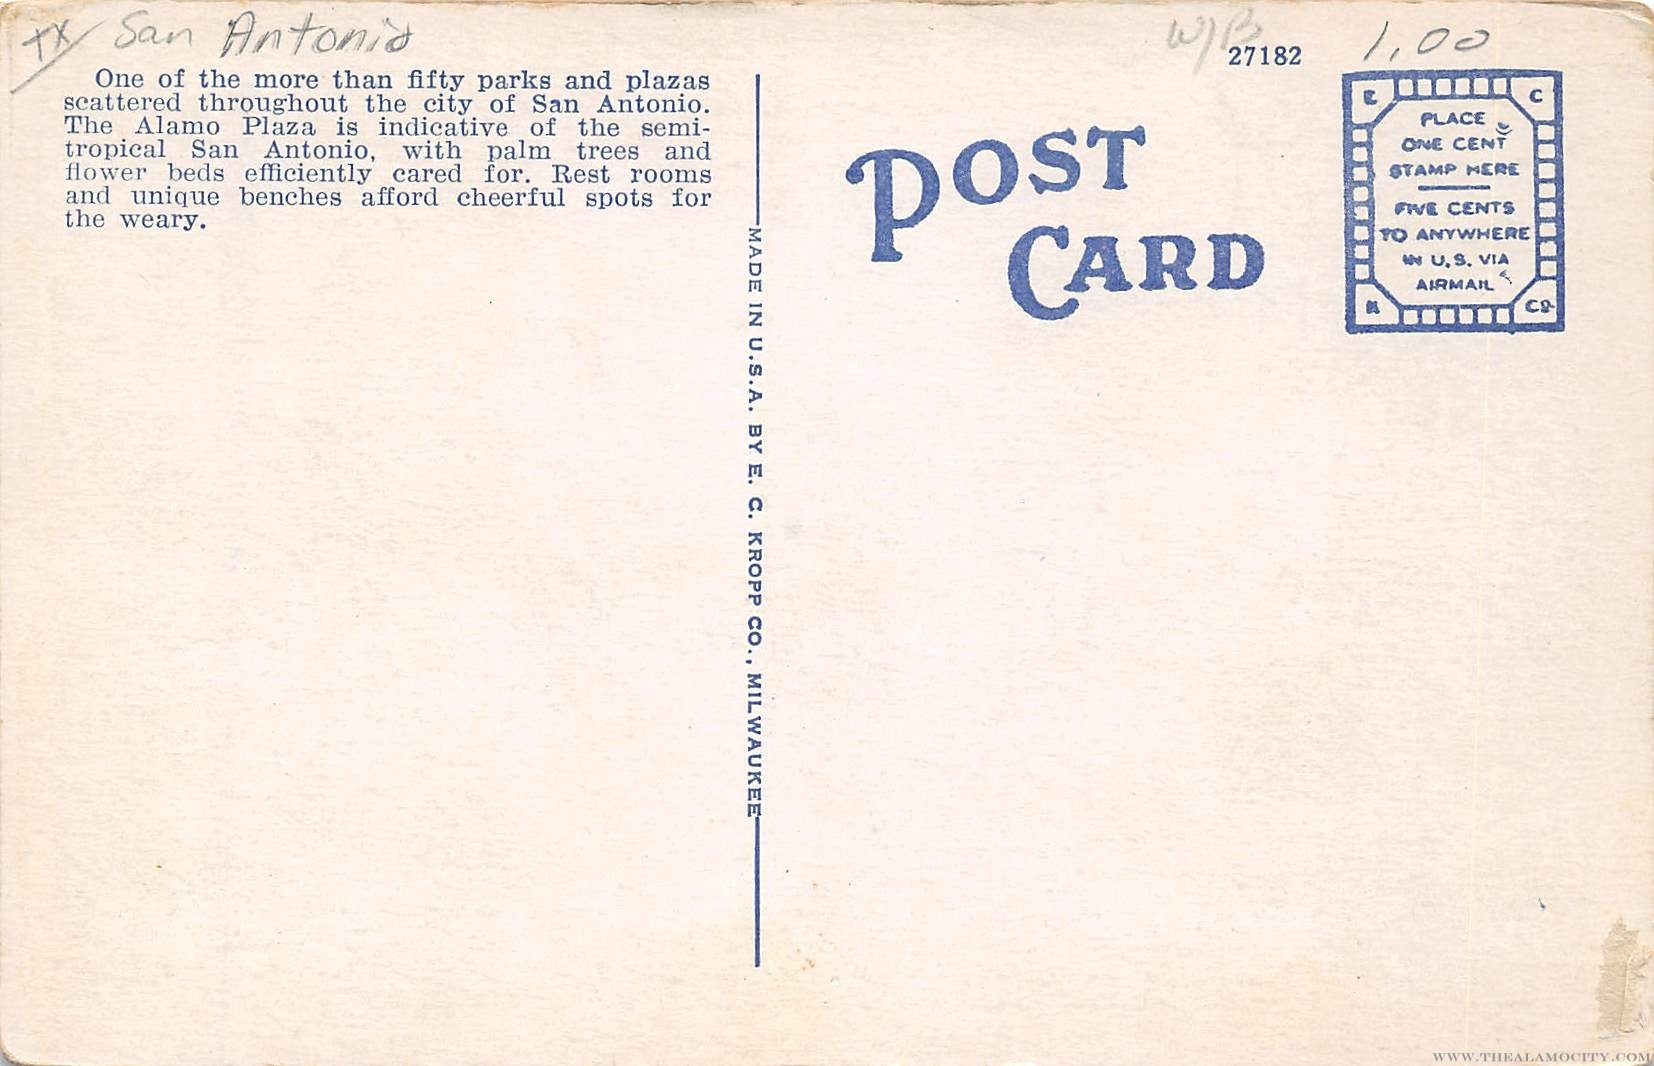 TX San Antonio
W/B
27182
1.00
One of the more than fifty parks and plazas
scattered throughout the city of San Antonio.
The Alamo Plaza is indicative of the semi-
tropical San Antonio, with palm trees and
flower beds efficiently cared for. Rest rooms
and unique benches afford cheerful spots for
the weary.
MADE IN U.S.A. BY E. C. KROPP CO., MILWAUKEE
POST
CARD
E C
PLACE
ONE CENT
STAMP HERE
FIVE CENTS
TO ANYWHERE
IN U.S. VIA
AIRMAIL
K CO
WWW.THEALAMOCITY.COM